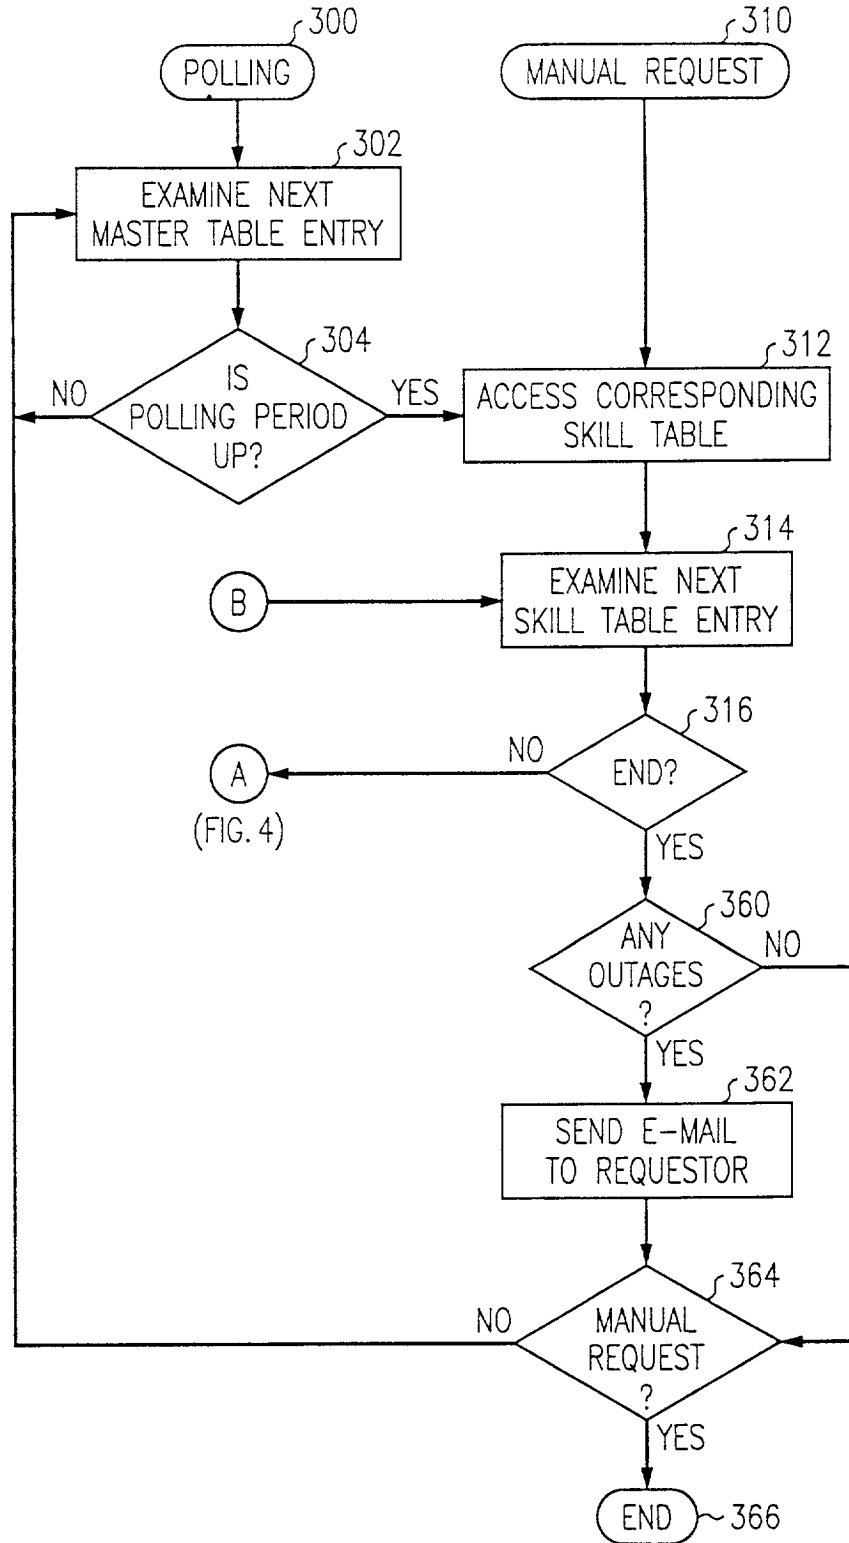 300
POLLING
310
MANUAL REQUEST
302
EXAMINE NEXT
MASTER TABLE ENTRY
304
IS
POLLING PERIOD
UP?
NO
YES
312
ACCESS CORRESPONDING
SKILL TABLE
314
EXAMINE NEXT
SKILL TABLE ENTRY
B
316
END?
NO
A
(FIG. 4)
YES
360
ANY
OUTAGES
?
NO
YES
362
SEND E-MAIL
TO REQUESTOR
364
MANUAL
REQUEST
?
NO
YES
END
366